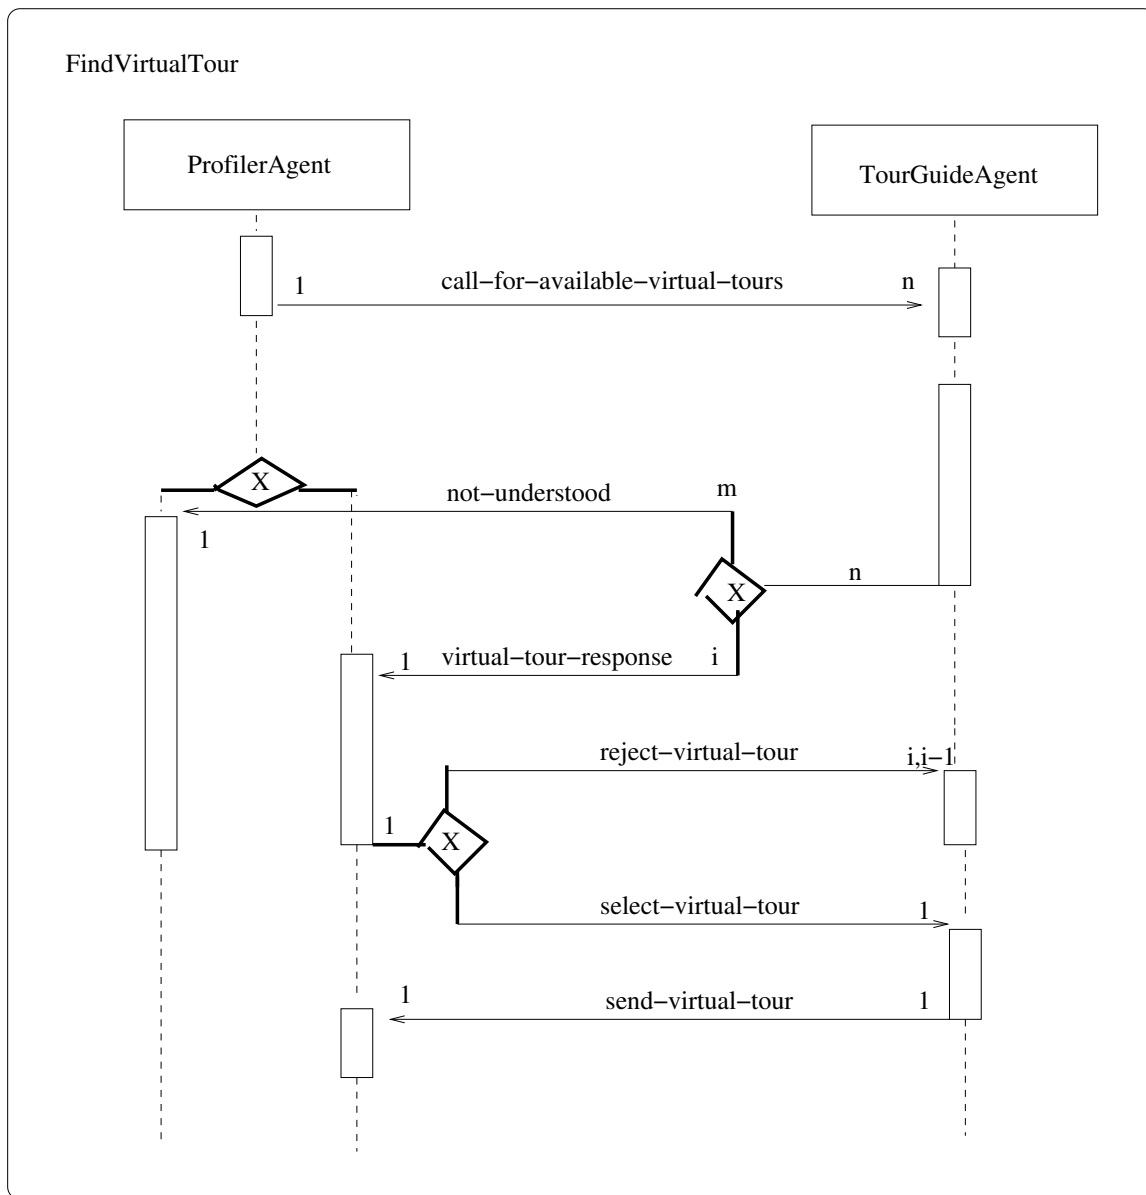 FindVirtualTour
ProfilerAgent
TourGuideAgent
1 call−for−available−virtual−tours n
X
not−understood m
1
X n
1 virtual−tour−response i
reject−virtual−tour i,i−1
1 X
select−virtual−tour 1
1 send−virtual−tour 1